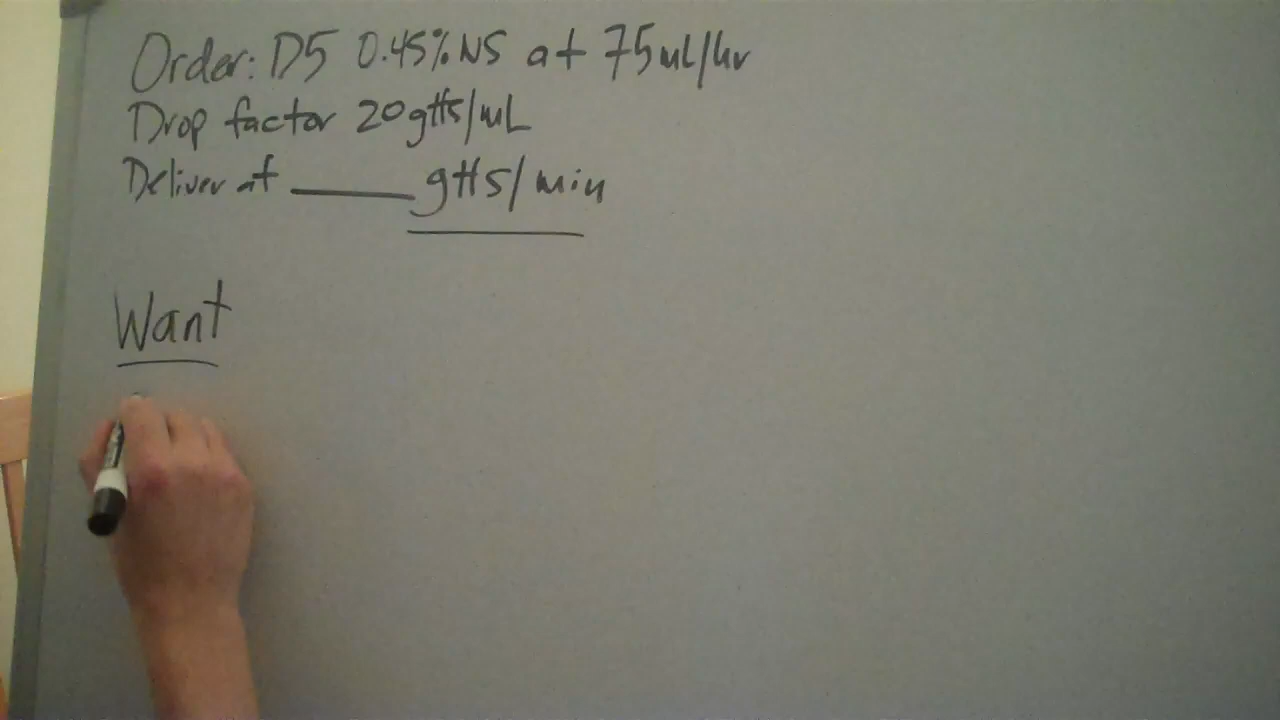 Order: D5 0.45% NS at 75mL/hr
Drop factor 20gtts/mL
Deliver at ______ gtts/min
Want